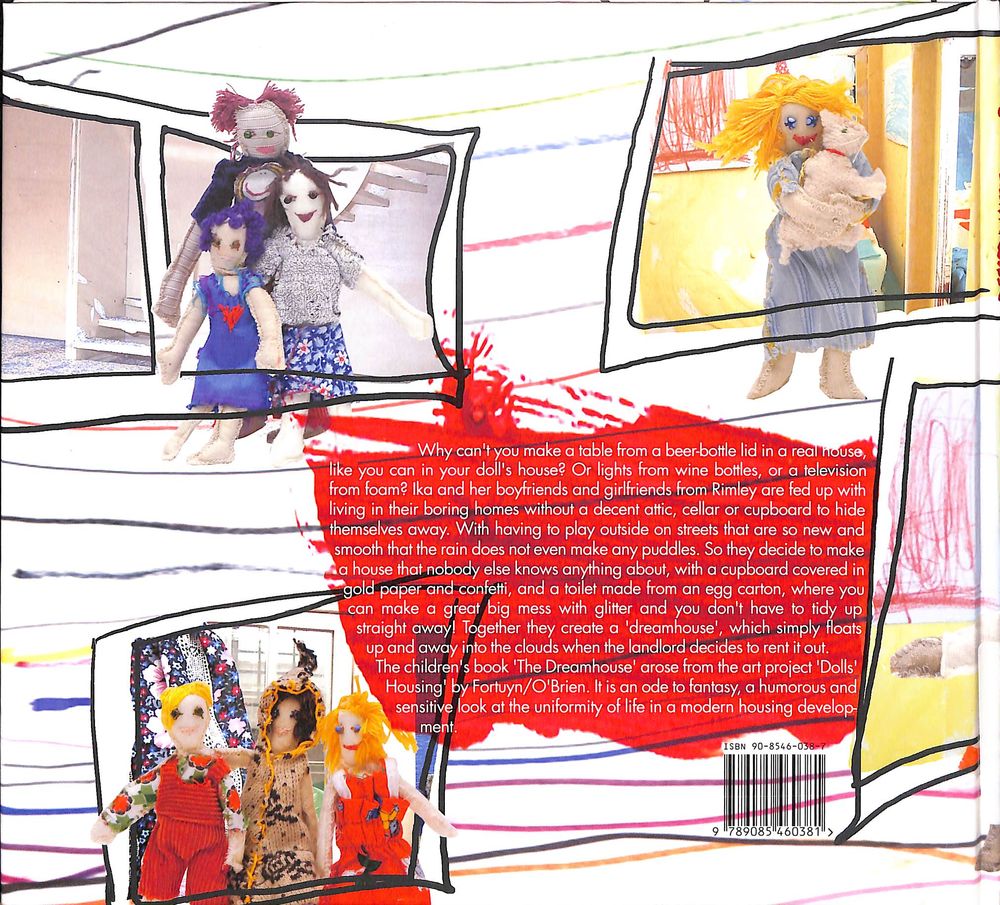 Why can't you make a table from a beer-bottle lid in a real house,
like you can in your doll's house? Or lights from wine bottles, or a television
from foam? Ika and her boyfriends and girlfriends from Rimley are fed up with
living in their boring homes without a decent attic, cellar or cupboard to hide
themselves away. With having to play outside on streets that are so new and
smooth that the rain does not even make any puddles. So they decide to make
a house that nobody else knows anything about, with a cupboard covered in
gold paper and confetti, and a toilet made from an egg carton, where you
can make a great big mess with glitter and you don't have to tidy up
straight away! Together they create a 'dreamhouse', which simply floats
up and away into the clouds when the landlord decides to rent it out.
The children's book 'The Dreamhouse' arose from the art project 'Dolls'
Housing' by Fortuyn/O'Brien. It is an ode to fantasy, a humorous and
sensitive look at the uniformity of life in a modern housing develop-
ment.
ISBN 90-8546-038-7
9 789085 460381 >